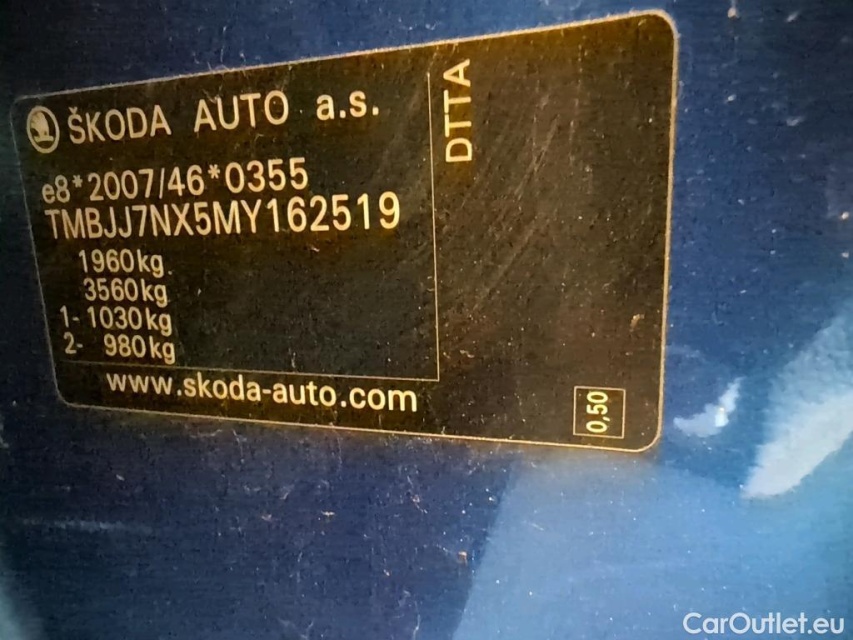 ŠKODA AUTO a.s.
e8*2007/46*0355
TMBJJ7NX5MY162519
1960kg.
3560kg
1- 1030kg
2- 980kg
www.skoda-auto.com
DTTA
0,50
CarOutlet.eu